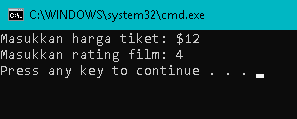 C:\WINDOWS\system32\cmd.exe
Masukkan harga tiket: $12
Masukkan rating film: 4
Press any key to continue . . .